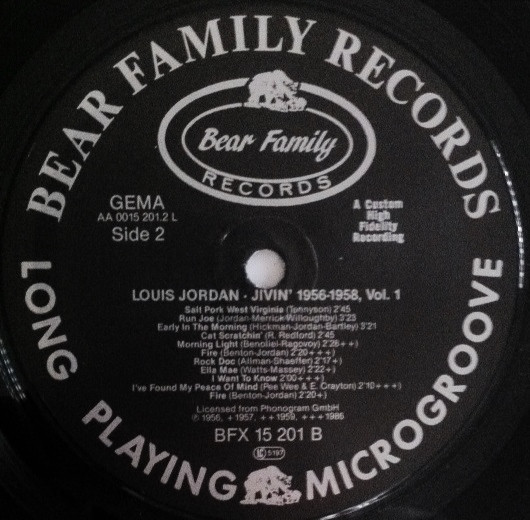 BEAR FAMILY RECORDS
Bear Family
RECORDS
GEMA
AA 0015 201.2 L
Side 2
A Custom
High
Fidelity
Recording
LOUIS JORDAN · JIVIN' 1956-1958, Vol. 1
Salt Pork West Virginia (Tennyson) 2'45
Run Joe (Jordan-Merrick-Willoughby) 3'23
Early In The Morning (Hickman-Jordan-Bartley) 3'21
Cat Scratchin' (R. Redford) 2'45
Morning Light (Benoliel-Ragovoy) 2'28++)
Fire (Benton-Jordan) 2'20+++)
Rock Doc (Allman-Shaeffer) 2'17+)
Ella Mae (Watts-Massey) 2'22+)
I Want To Know 2'00+++)
I've Found My Peace Of Mind (Pee Wee & E. Crayton) 2'10+++)
Fire (Benton-Jordan) 2'20+)
Licensed from Phonogram GmbH
℗ 1956, +1957, ++1959, +++1986
BFX 15 201 B
LC 5197
LONG PLAYING MICROGROOVE